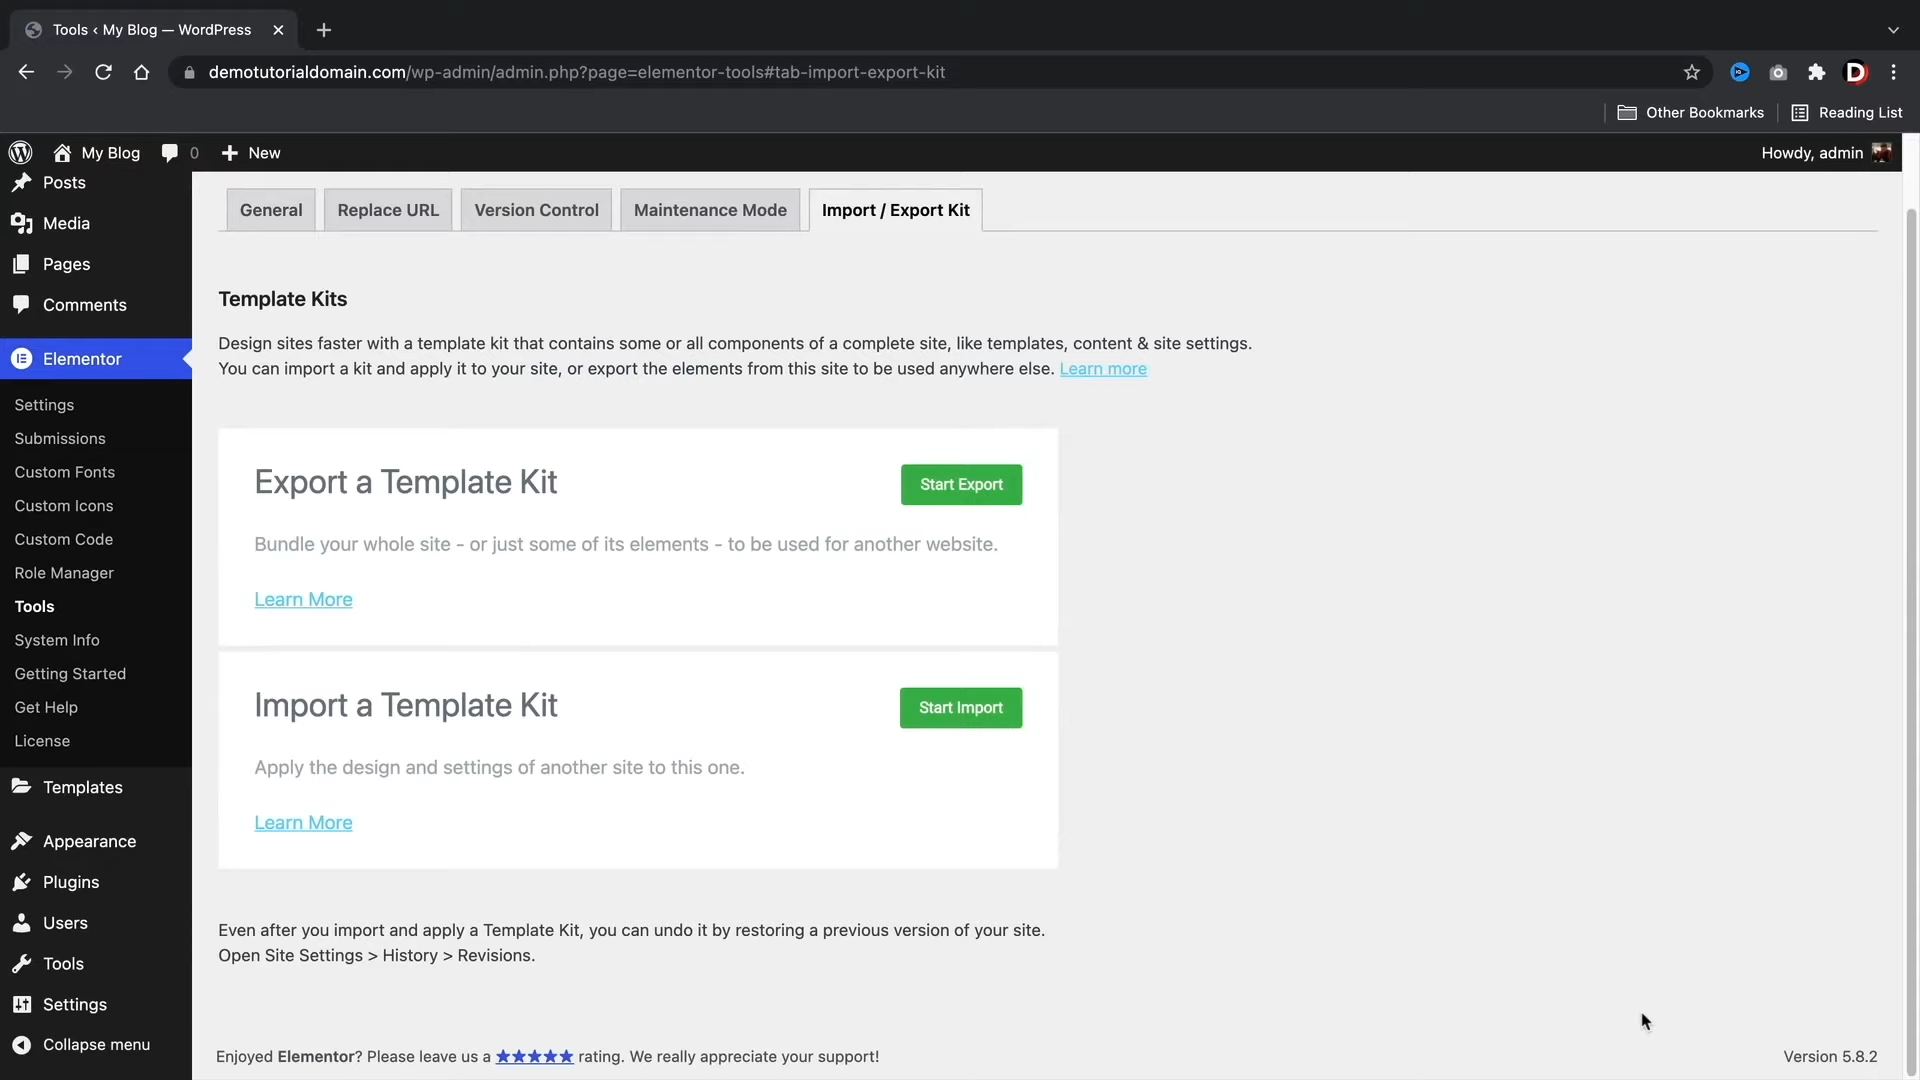 Tools ‹ My Blog — WordPress
demotutorialdomain.com/wp-admin/admin.php?page=elementor-tools#tab-import-export-kit
Other Bookmarks
Reading List
My Blog
0
New
Howdy, admin
Posts
Media
Pages
Comments
Elementor
Settings
Submissions
Custom Fonts
Custom Icons
Custom Code
Role Manager
Tools
System Info
Getting Started
Get Help
License
Templates
Appearance
Plugins
Users
Tools
Settings
Collapse menu
General
Replace URL
Version Control
Maintenance Mode
Import / Export Kit
Template Kits
Design sites faster with a template kit that contains some or all components of a complete site, like templates, content & site settings.
You can import a kit and apply it to your site, or export the elements from this site to be used anywhere else. Learn more
Export a Template Kit
Start Export
Bundle your whole site - or just some of its elements - to be used for another website.
Learn More
Import a Template Kit
Start Import
Apply the design and settings of another site to this one.
Learn More
Even after you import and apply a Template Kit, you can undo it by restoring a previous version of your site.
Open Site Settings > History > Revisions.
Enjoyed Elementor? Please leave us a ★★★★★ rating. We really appreciate your support!
Version 5.8.2